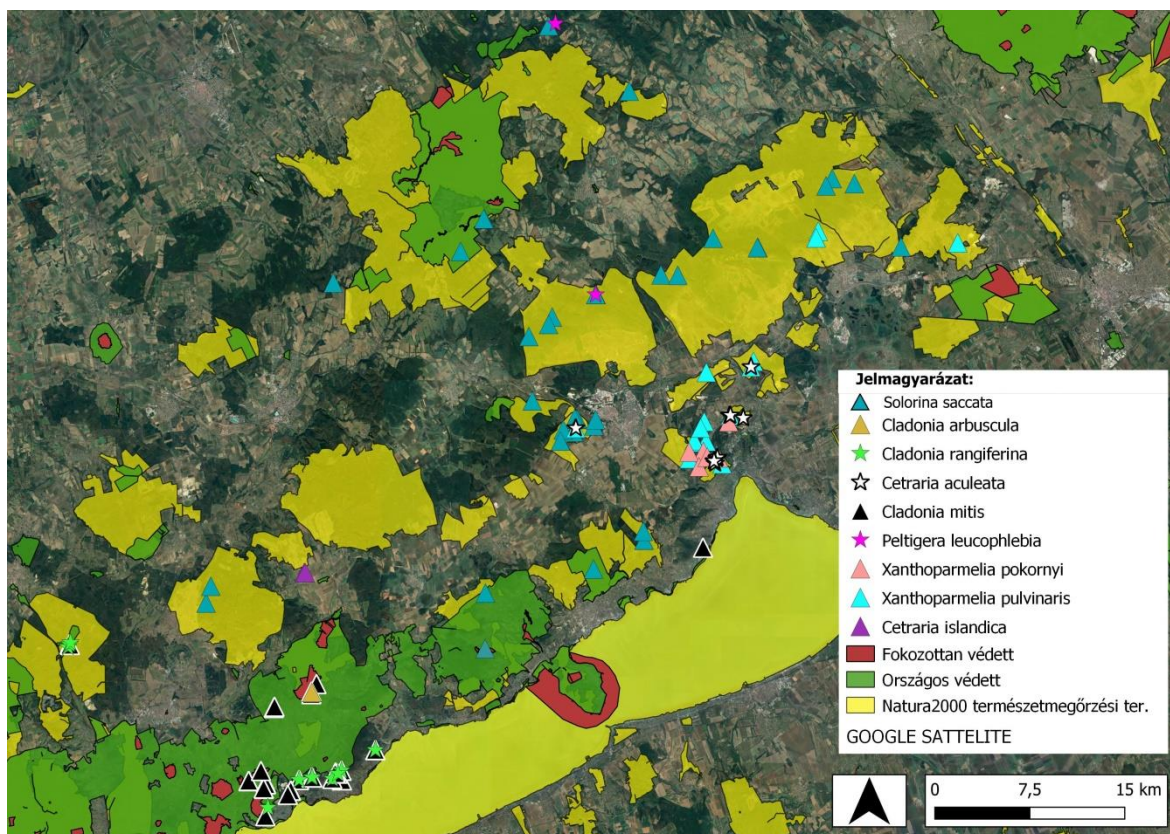 Jelmagyarázat:
Solorina saccata
Cladonia arbuscula
Cladonia rangiferina
Cetraria aculeata
Cladonia mitis
Peltigera leucophlebia
Xanthoparmelia pokornyi
Xanthoparmelia pulvinaris
Cetraria islandica
Fokozottan védett
Országos védett
Natura2000 természetmegőrzési ter.
GOOGLE SATTELITE
0 7,5 15 km